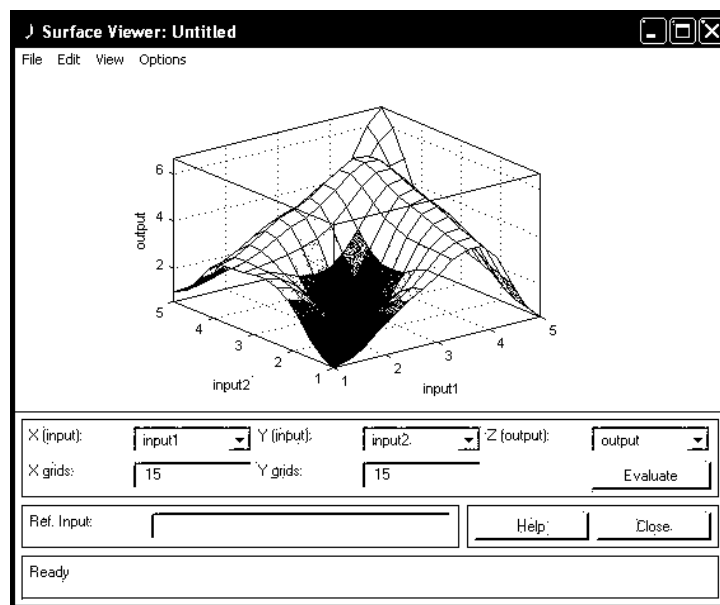 Surface Viewer: Untitled
File Edit View Options
6
4
2
output
5
4
3
2
1
input2
1
2
3
4
5
input1
X (input): input1 Y (input): input2 Z (output): output
X grids: 15 Y grids: 15 Evaluate
Ref. Input: Help Close
Ready